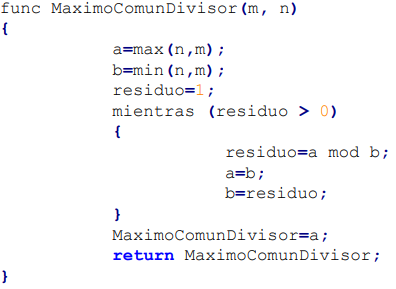 func MaximoComunDivisor(m, n)
{
a=max(n,m);
b=min(n,m);
residuo=1;
mientras (residuo > 0)
{
residuo=a mod b;
a=b;
b=residuo;
}
MaximoComunDivisor=a;
return MaximoComunDivisor;
}